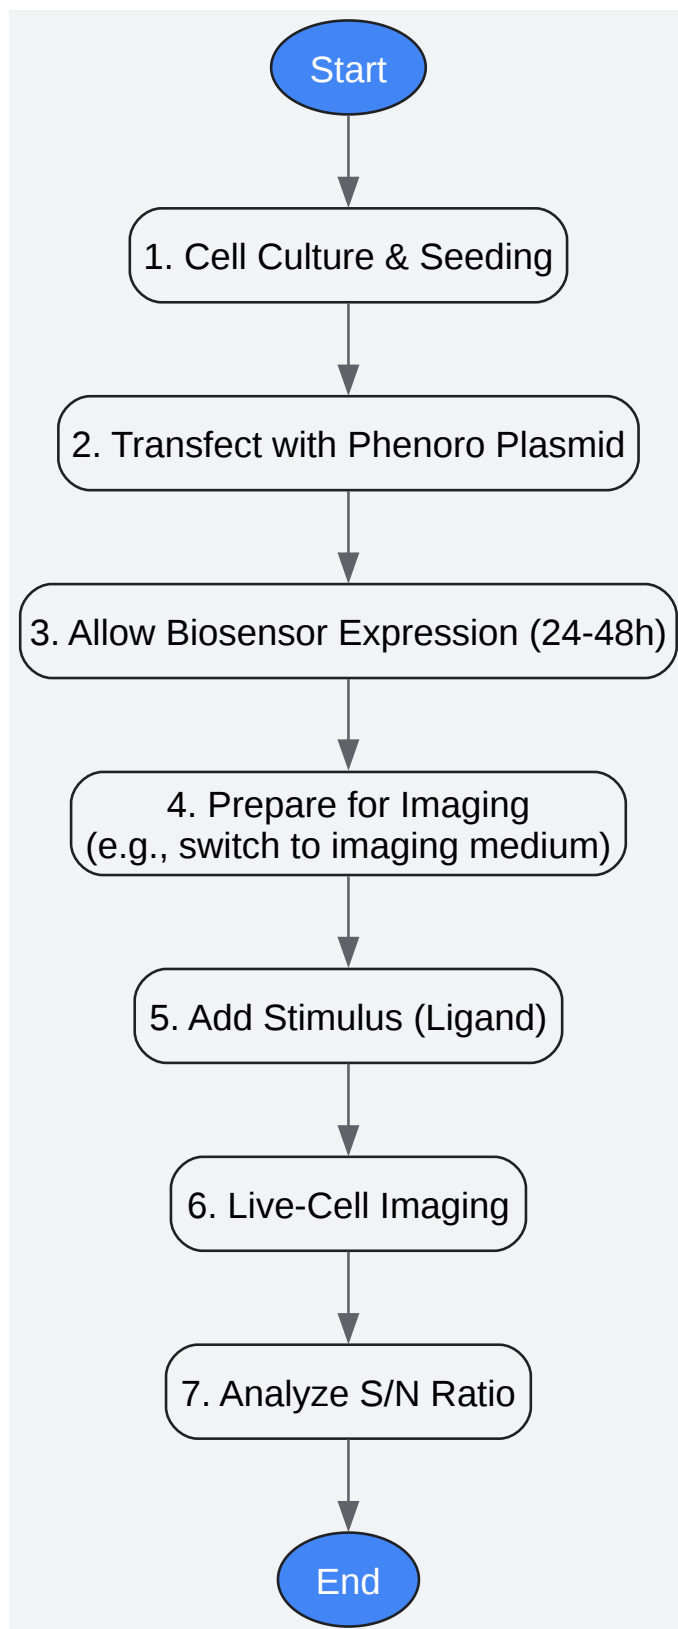 Start
1. Cell Culture & Seeding
2. Transfect with Phenoro Plasmid
3. Allow Biosensor Expression (24-48h)
4. Prepare for Imaging
(e.g., switch to imaging medium)
5. Add Stimulus (Ligand)
6. Live-Cell Imaging
7. Analyze S/N Ratio
End